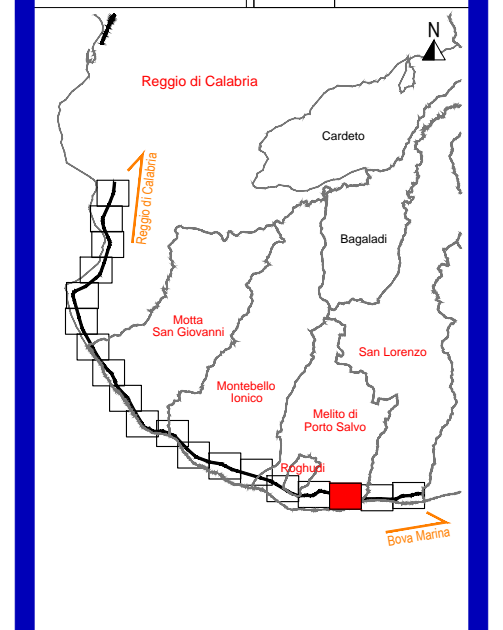 N
Reggio di Calabria
Cardeto
Reggio di Calabria
Bagaladi
Motta
San Giovanni
San Lorenzo
Montebello
Ionico
Melito di
Porto Salvo
Roghudi
Bova Marina